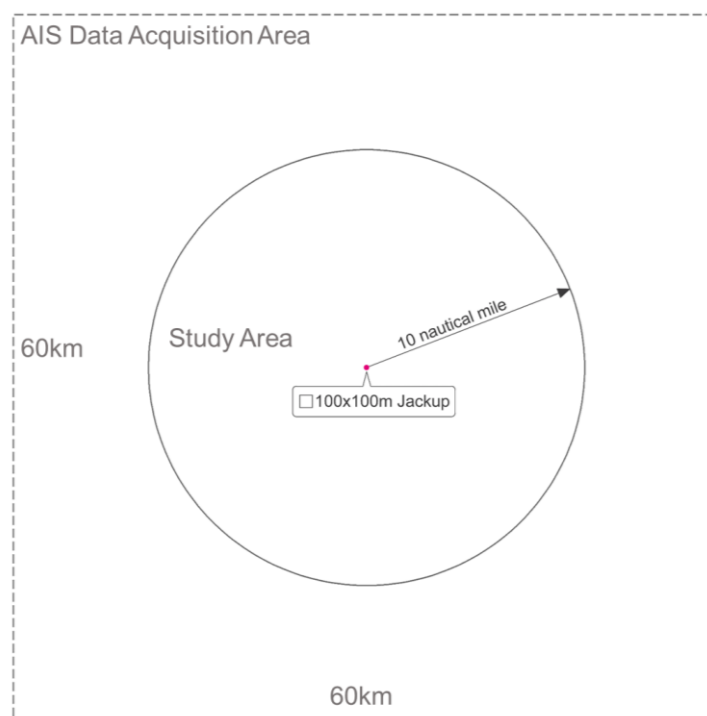 AIS Data Acquisition Area
10 nautical mile
Study Area
60km
100x100m Jackup
60km